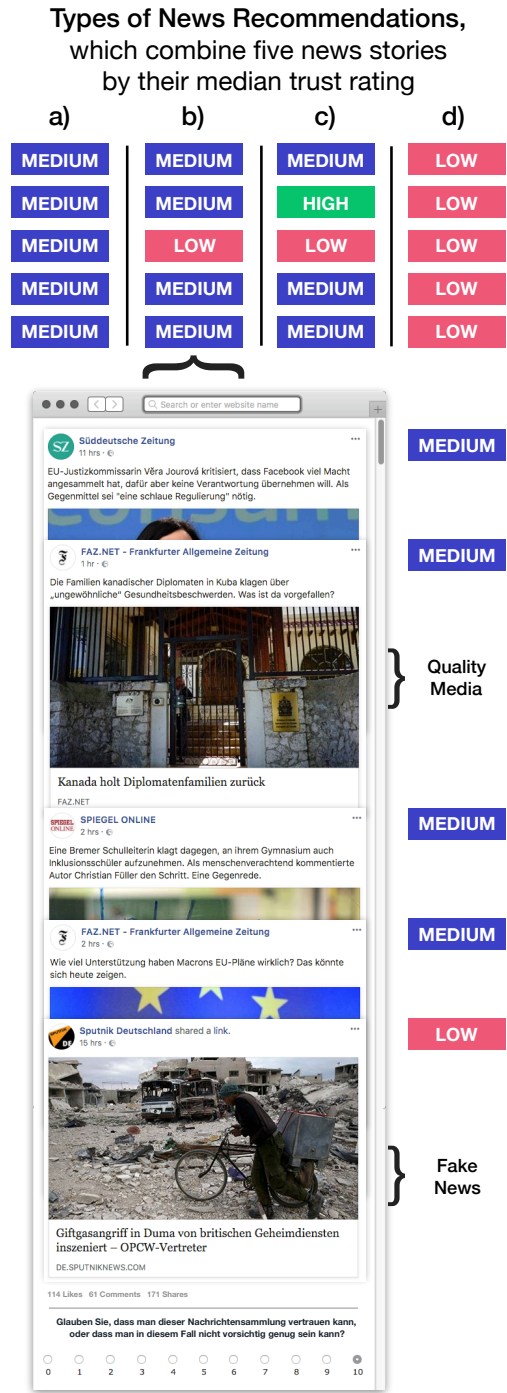 Types of News Recommendations,
which combine five news stories
by their median trust rating
a) b) c) d)
MEDIUM MEDIUM MEDIUM LOW
MEDIUM MEDIUM HIGH LOW
MEDIUM LOW LOW LOW
MEDIUM MEDIUM MEDIUM LOW
MEDIUM MEDIUM MEDIUM LOW
Search or enter website name
SZ
Süddeutsche Zeitung
11 hrs
MEDIUM
EU-Justizkommissarin Věra Jourová kritisiert, dass Facebook viel Macht
angesammelt hat, dafür aber keine Verantwortung übernehmen will. Als
Gegenmittel sei "eine schlaue Regulierung" nötig.
FAZ.NET - Frankfurter Allgemeine Zeitung
1 hr
MEDIUM
Die Familien kanadischer Diplomaten in Kuba klagen über
„ungewöhnliche“ Gesundheitsbeschwerden. Was ist da vorgefallen?
Quality
Media
Kanada holt Diplomatenfamilien zurück
FAZ.NET
SPIEGEL
ONLINE
SPIEGEL ONLINE
2 hrs
MEDIUM
Eine Bremer Schulleiterin klagt dagegen, an ihrem Gymnasium auch
Inklusionsschüler aufzunehmen. Als menschenverachtend kommentierte
Autor Christian Füller den Schritt. Eine Gegenrede.
FAZ.NET - Frankfurter Allgemeine Zeitung
2 hrs
MEDIUM
Wie viel Unterstützung haben Macrons EU-Pläne wirklich? Das könnte
sich heute zeigen.
SPUTNIK
DE
Sputnik Deutschland shared a link.
15 hrs
LOW
Fake
News
Giftgasangriff in Duma von britischen Geheimdiensten
inszeniert – OPCW-Vertreter
DE.SPUTNIKNEWS.COM
114 Likes 61 Comments 171 Shares
Glauben Sie, dass man dieser Nachrichtensammlung vertrauen kann,
oder dass man in diesem Fall nicht vorsichtig genug sein kann?
0 1 2 3 4 5 6 7 8 9 10